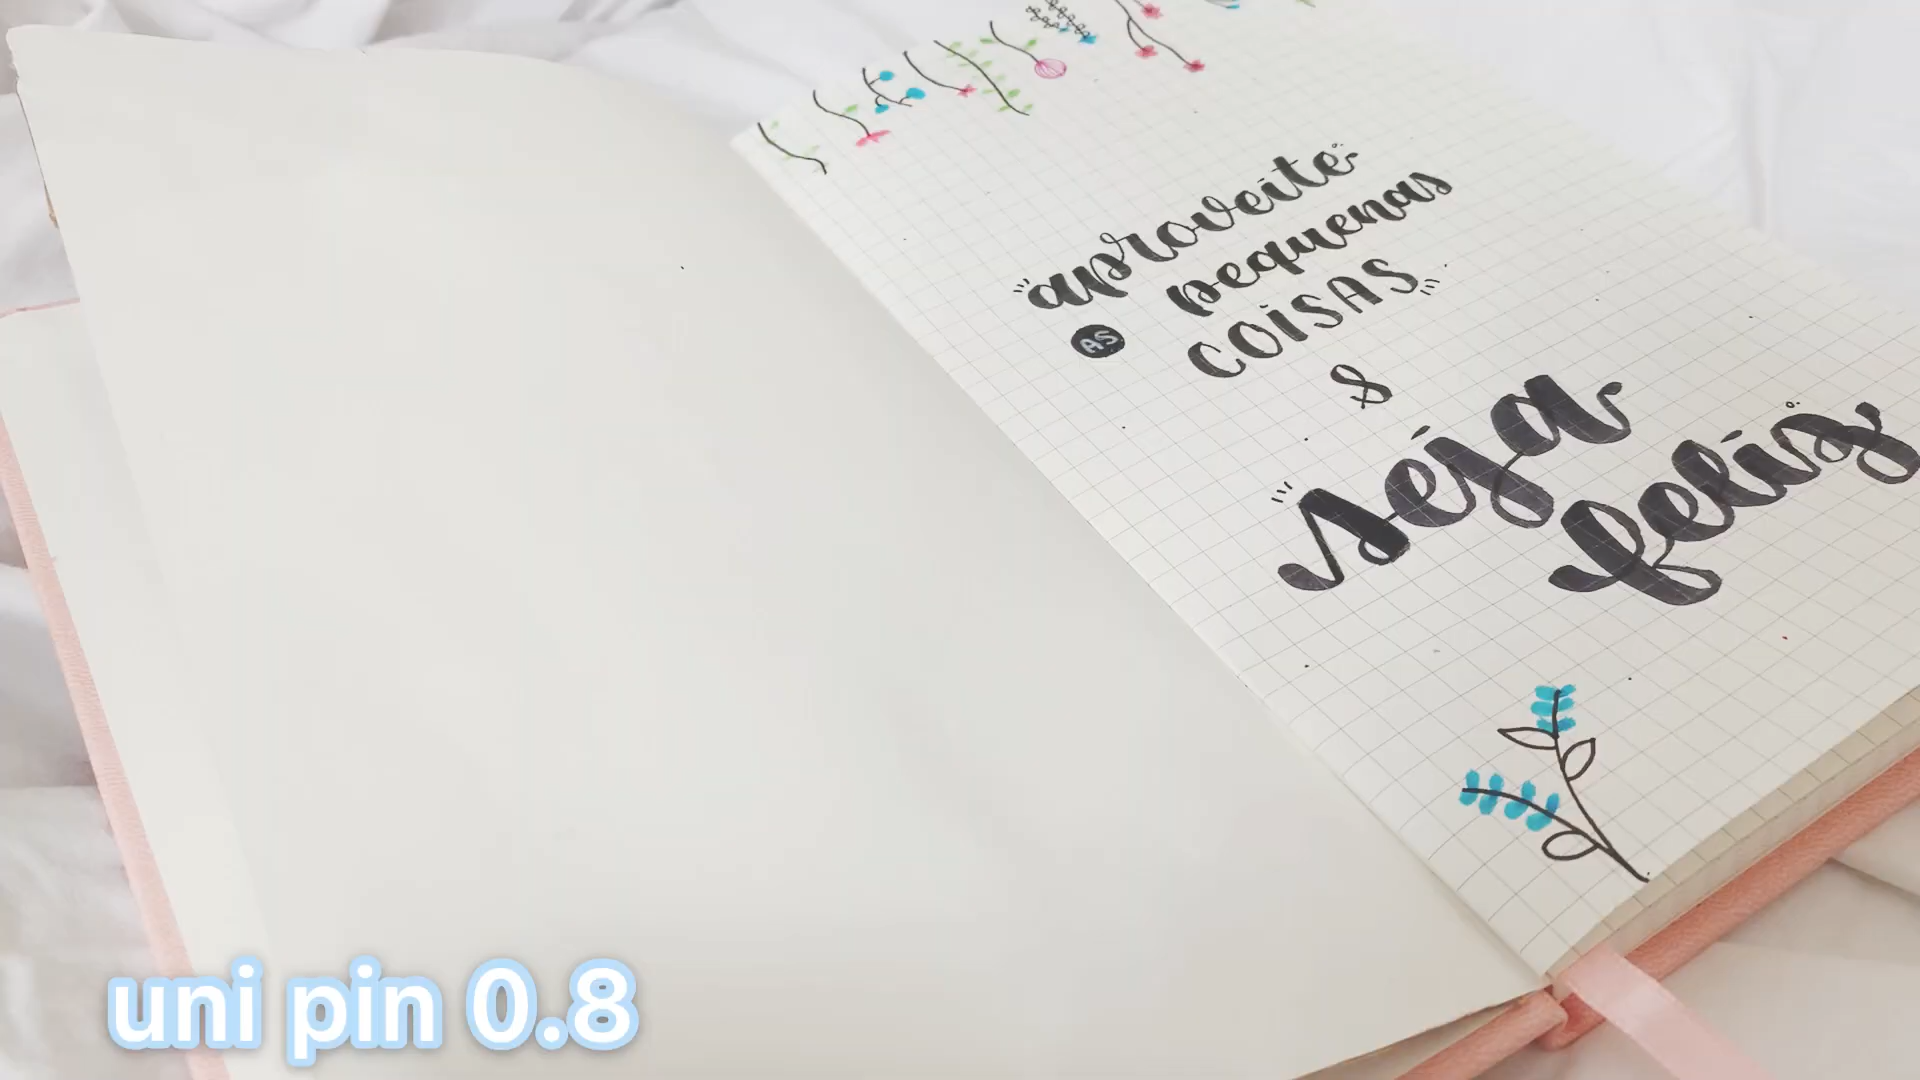 aproveite
AS pequenas
COISAS
&
seja
feliz
uni pin 0.8